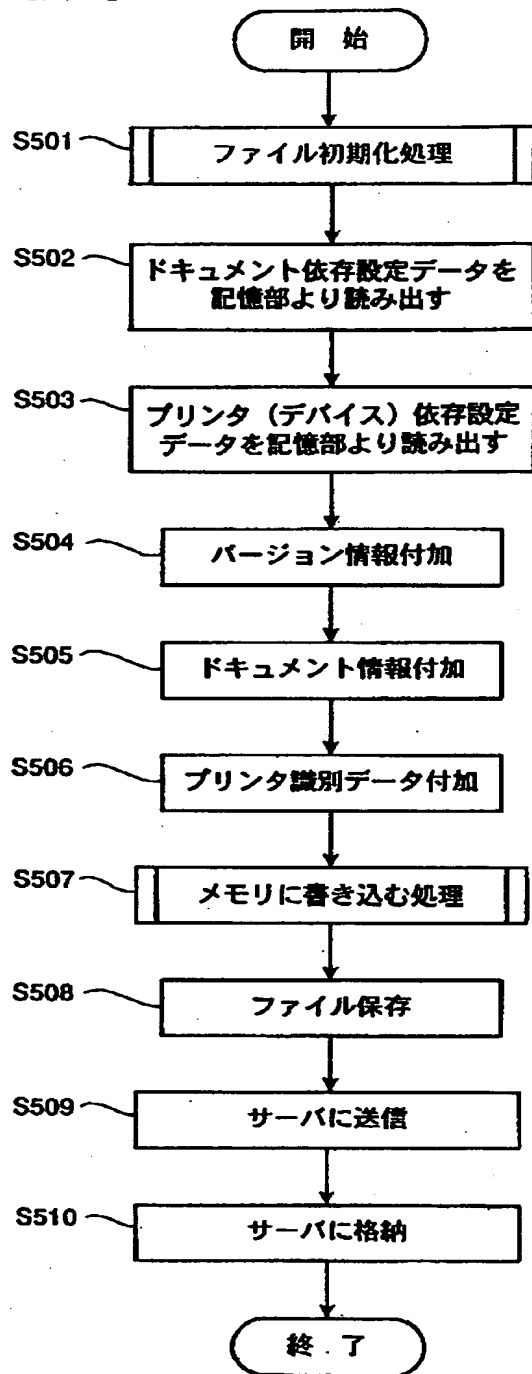 開 始
S501
ファイル初期化処理
S502
ドキュメント依存設定データを
記憶部より読み出す
S503
プリンタ（デバイス）依存設定
データを記憶部より読み出す
S504
バージョン情報付加
S505
ドキュメント情報付加
S506
プリンタ識別データ付加
S507
メモリに書き込む処理
S508
ファイル保存
S509
サーバに送信
S510
サーバに格納
終 了